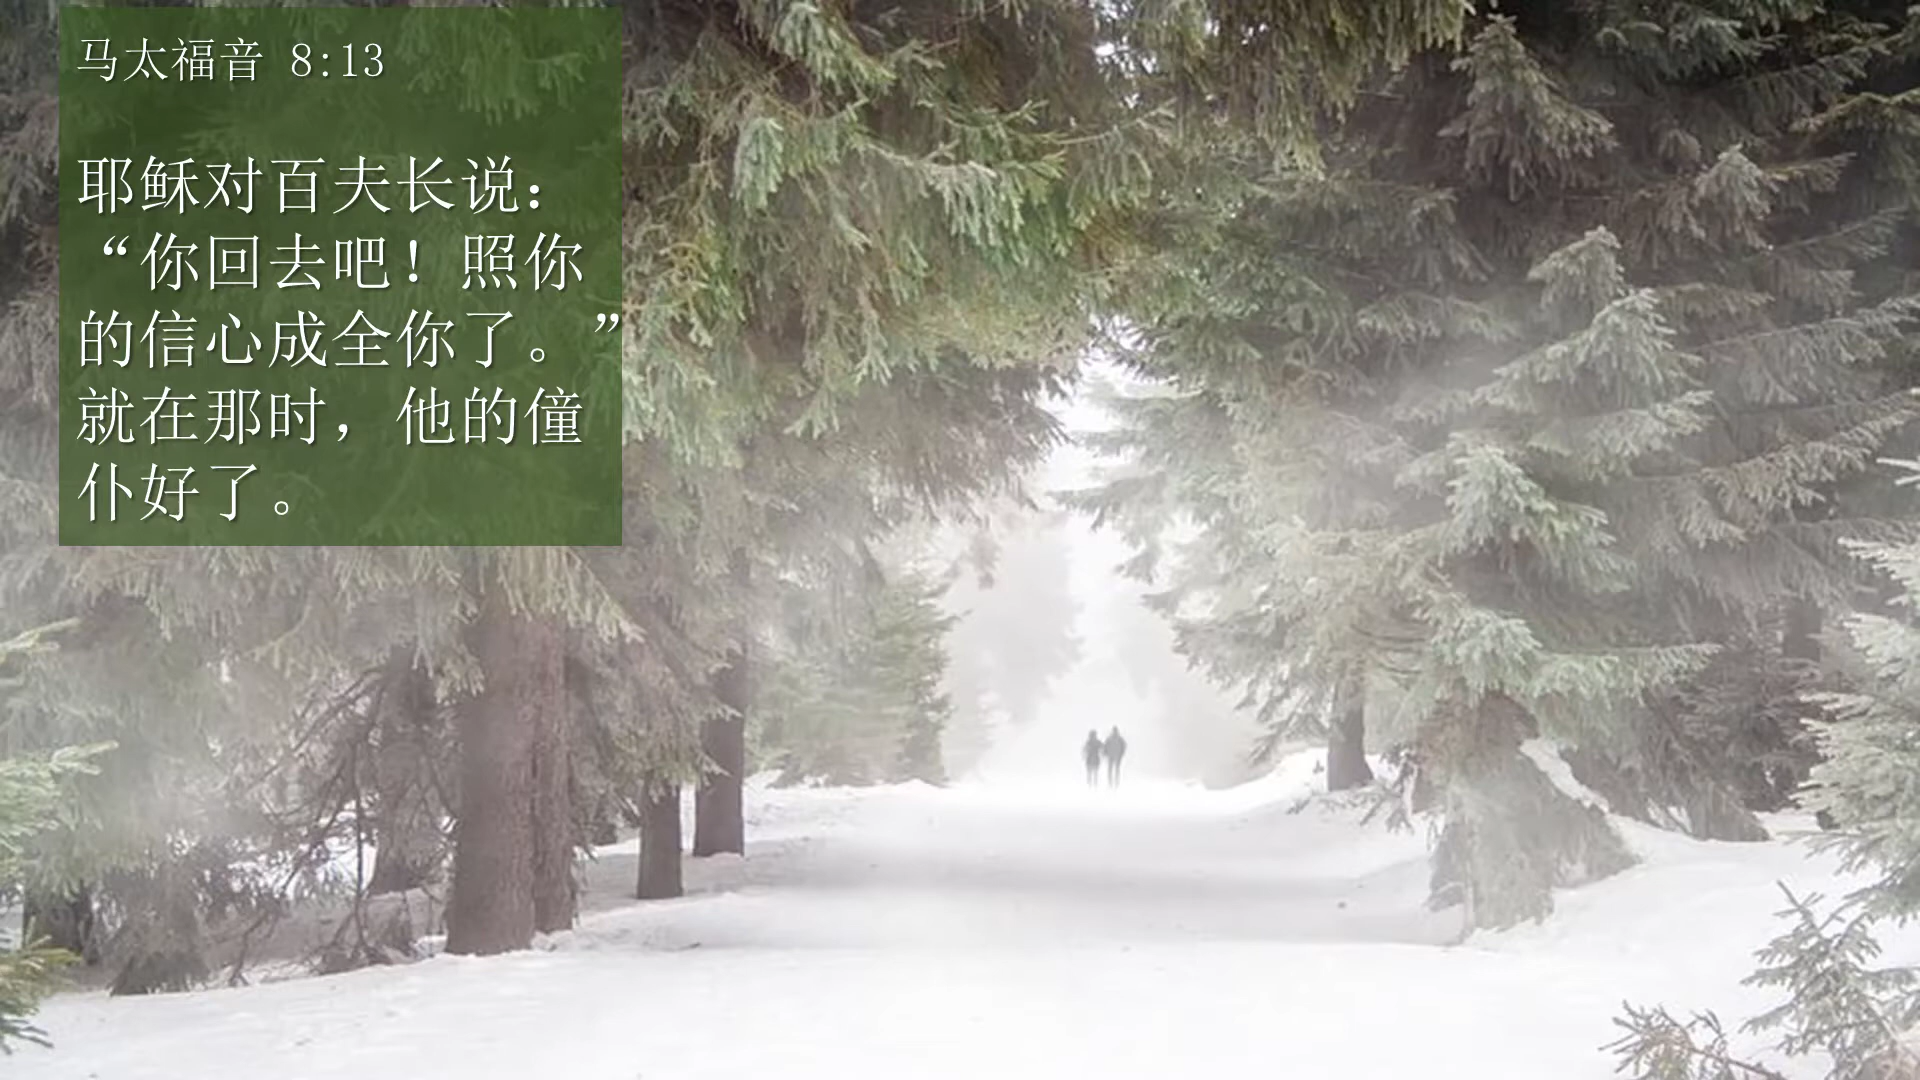 马太福音 8:13
耶稣对百夫长说：
“你回去吧！照你
的信心成全你了。”
就在那时，他的僮
仆好了。